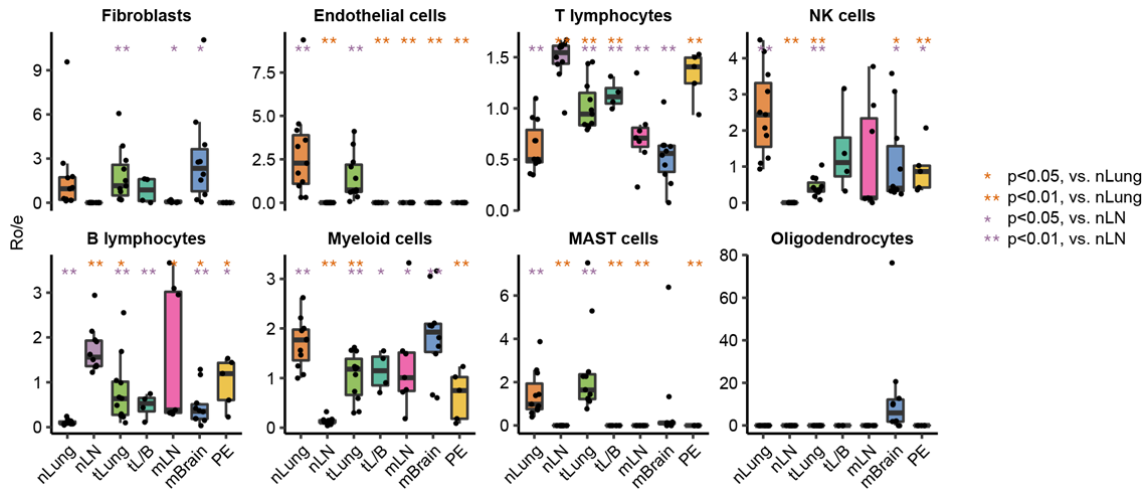 Fibroblasts
Endothelial cells
T lymphocytes
NK cells
9
6
3
0
**
*
*
7.5
5.0
2.5
0.0
**
**
**
**
**
**
**
1.5
1.0
0.5
0.0
**
**
**
**
**
**
**
**
**
4
3
2
1
0
**
**
**
**
*
*
**
*
Ro/e
* p<0.05, vs. nLung
** p<0.01, vs. nLung
* p<0.05, vs. nLN
** p<0.01, vs. nLN
B lymphocytes
Myeloid cells
MAST cells
Oligodendrocytes
3
2
1
0
**
**
*
**
**
*
*
**
*
*
3
2
1
0
**
**
**
**
*
*
**
**
6
4
2
0
**
**
**
**
**
**
80
60
40
20
0
nLung
nLN
tLung
tL/B
mLN
mBrain
PE
nLung
nLN
tLung
tL/B
mLN
mBrain
PE
nLung
nLN
tLung
tL/B
mLN
mBrain
PE
nLung
nLN
tLung
tL/B
mLN
mBrain
PE